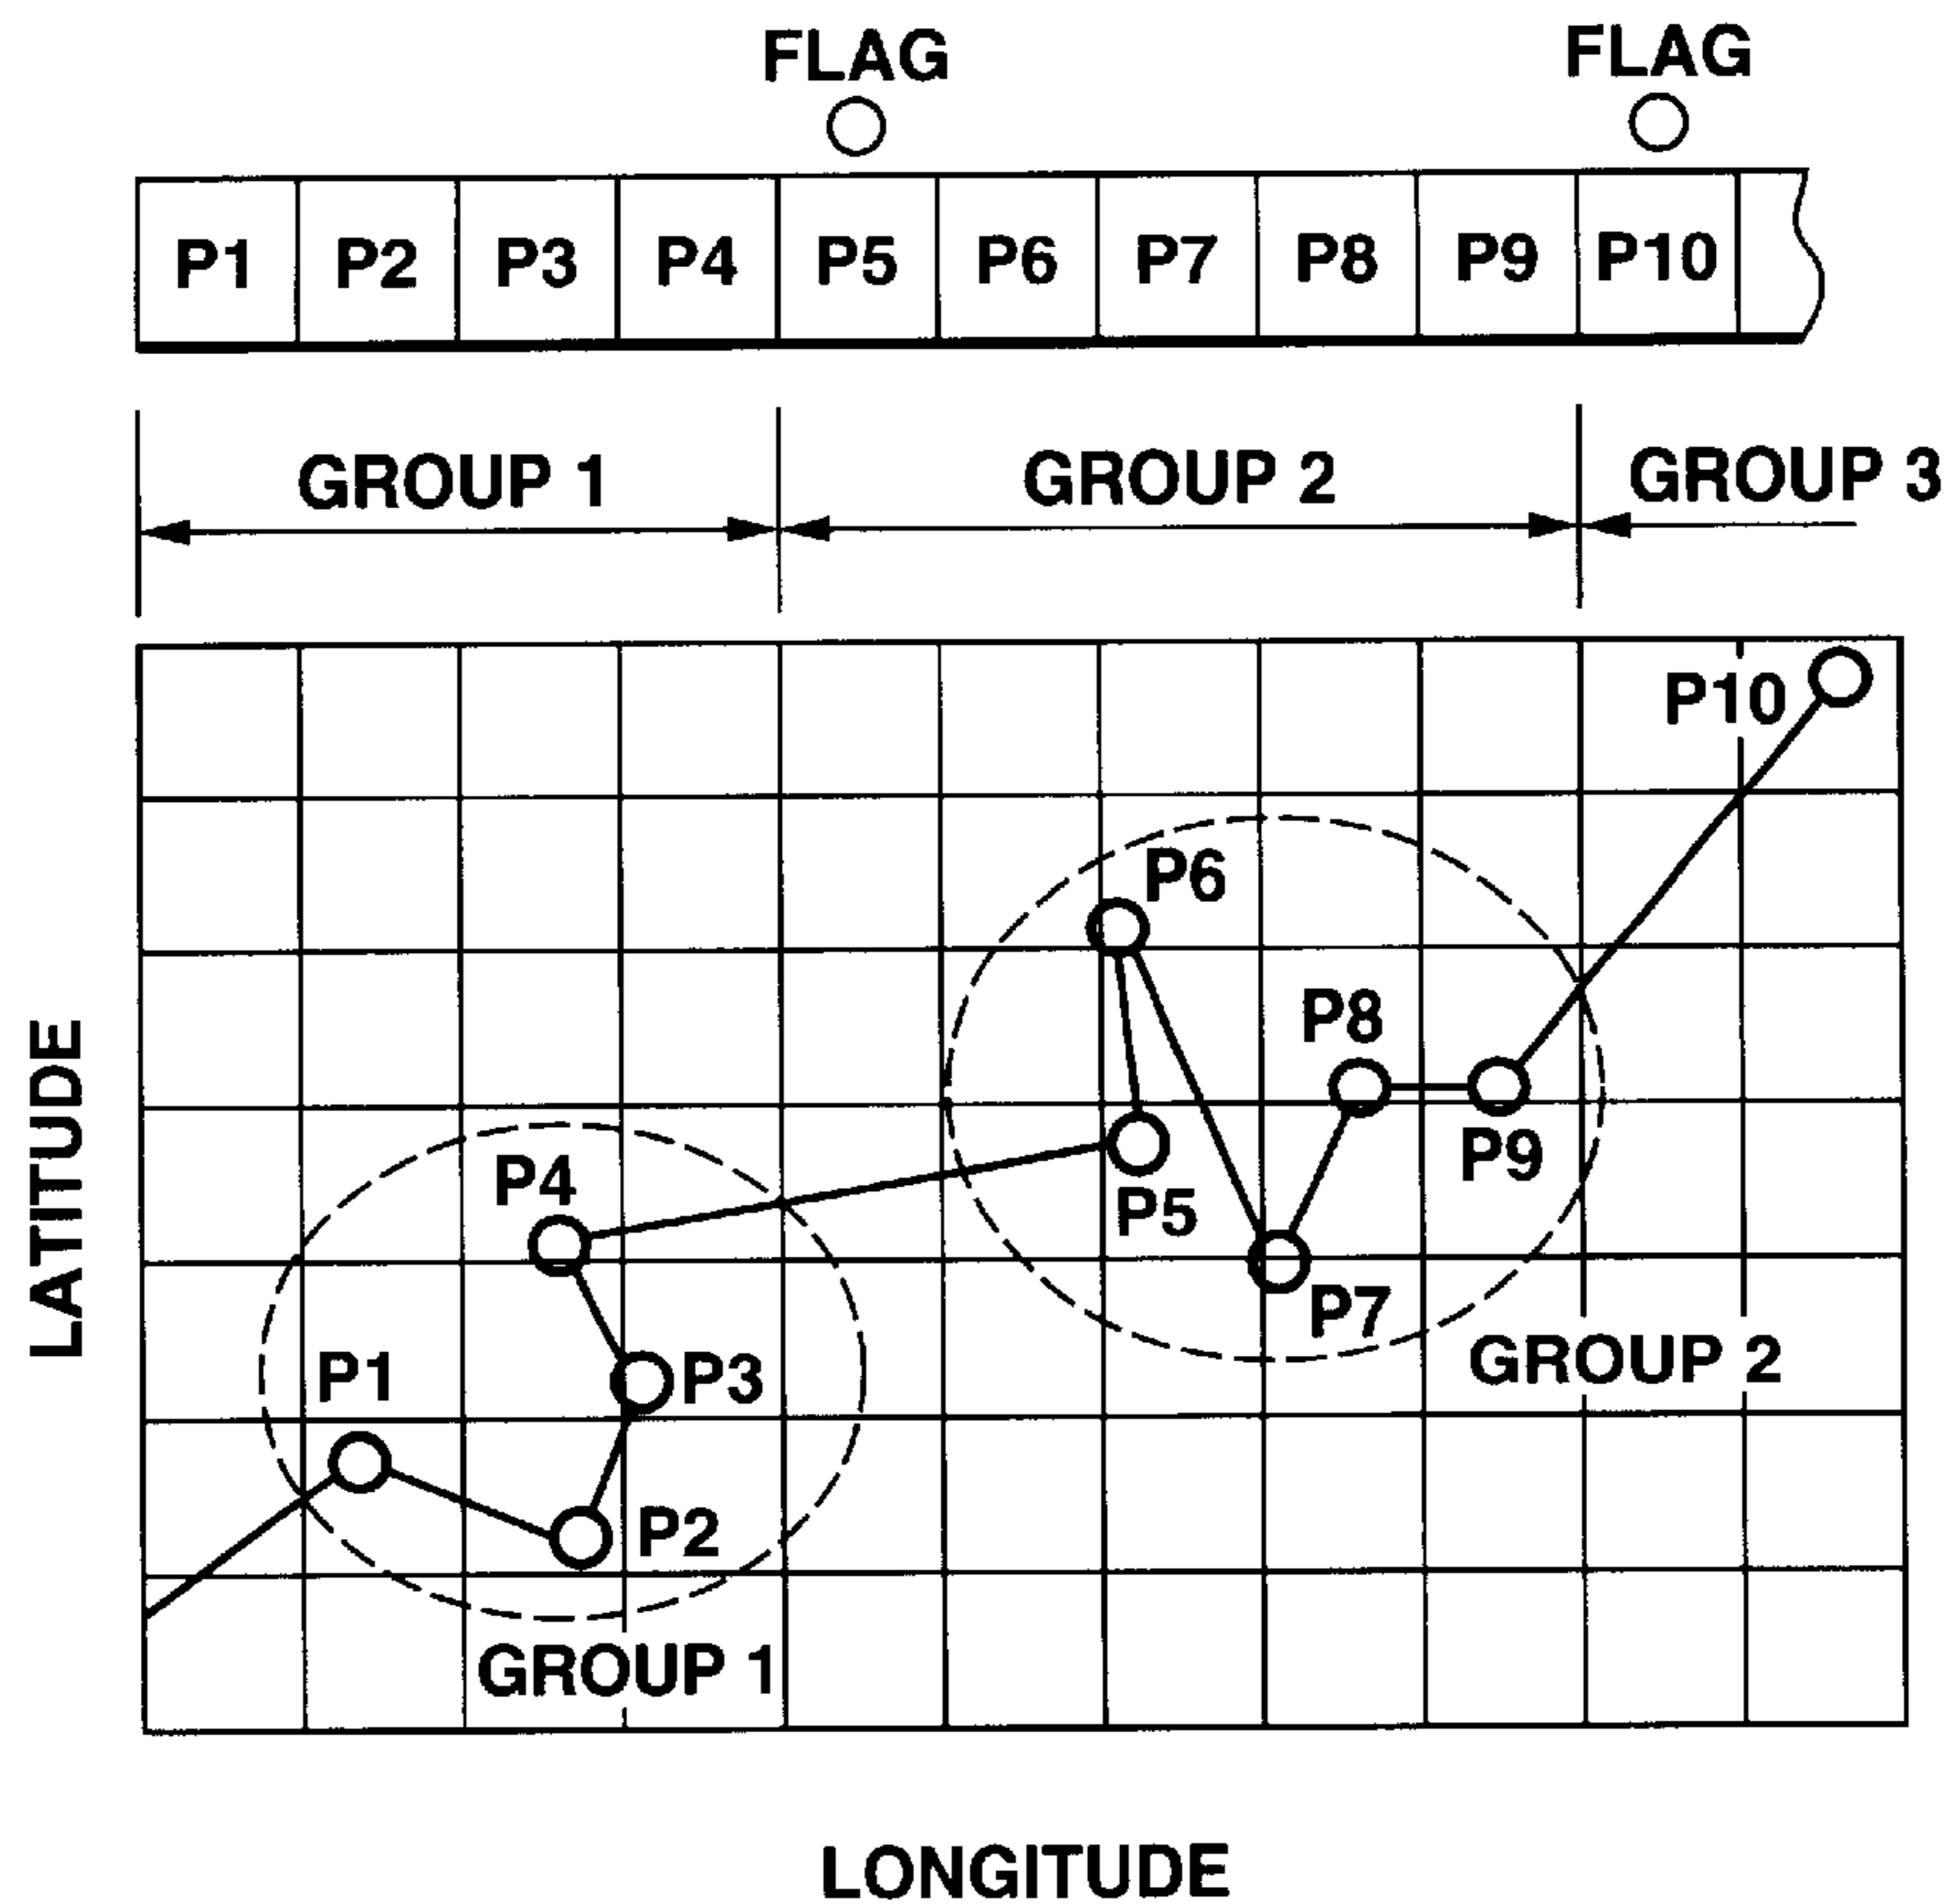 FLAG FLAG
P1 P2 P3 P4 P5 P6 P7 P8 P9 P10
GROUP 1 GROUP 2 GROUP 3
P10
P6
P8
P4
P9
P5
P7
P1
P3
GROUP 2
P2
GROUP 1
LATITUDE
LONGITUDE